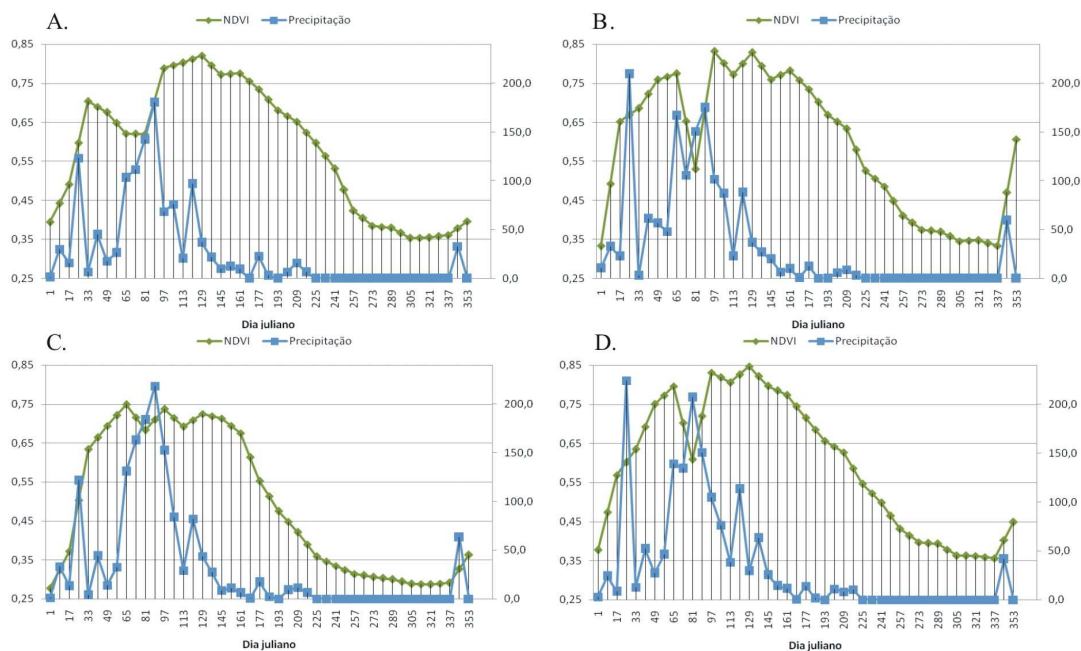 A.
NDVI Precipitação
0,85
0,75 200,0
0,65 150,0
0,55
0,45 100,0
0,35 50,0
0,25 0,0
1 17 33 49 65 81 97 113 129 145 161 177 193 209 225 241 257 273 289 305 321 337 353
Dia juliano
B.
NDVI Precipitação
0,85
0,75 200,0
0,65 150,0
0,55
0,45 100,0
0,35 50,0
0,25 0,0
1 17 33 49 65 81 97 113 129 145 161 177 193 209 225 241 257 273 289 305 321 337 353
Dia juliano
C.
NDVI Precipitação
0,85
0,75 200,0
0,65 150,0
0,55
0,45 100,0
0,35 50,0
0,25 0,0
1 17 33 49 65 81 97 113 129 145 161 177 193 209 225 241 257 273 289 305 321 337 353
Dia juliano
D.
NDVI Precipitação
0,85
0,75 200,0
0,65 150,0
0,55
0,45 100,0
0,35 50,0
0,25 0,0
1 17 33 49 65 81 97 113 129 145 161 177 193 209 225 241 257 273 289 305 321 337 353
Dia juliano